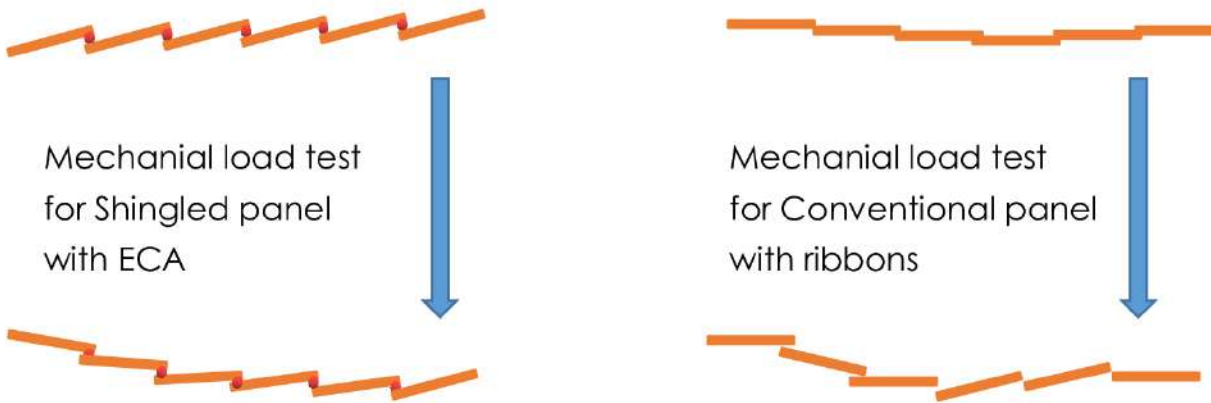 Mechanial load test
for Shingled panel
with ECA
Mechanial load test
for Conventional panel
with ribbons